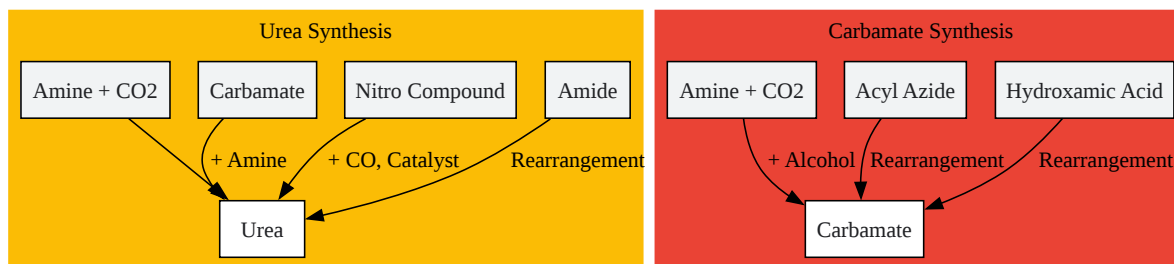 Urea Synthesis
Carbamate Synthesis
Amine + CO2
Carbamate
Nitro Compound
Amide
Amine + CO2
Acyl Azide
Hydroxamic Acid
+ Amine
+ CO, Catalyst
Rearrangement
+ Alcohol
Rearrangement
Rearrangement
Urea
Carbamate